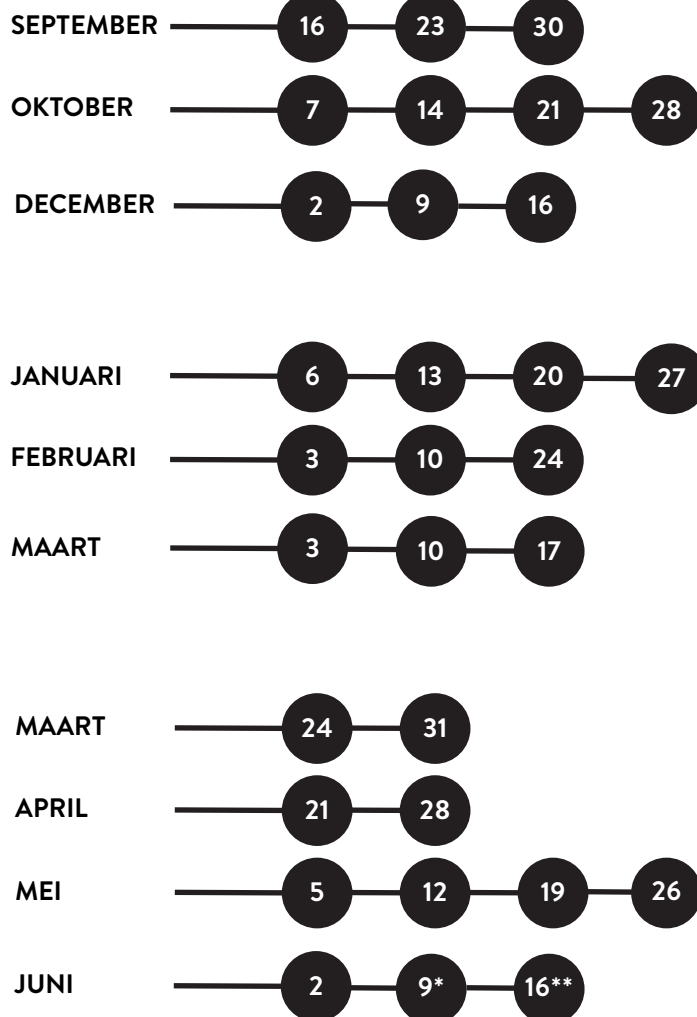 SEPTEMBER 16 23 30
OKTOBER 7 14 21 28
DECEMBER 2 9 16
JANUARI 6 13 20 27
FEBRUARI 3 10 24
MAART 3 10 17
MAART 24 31
APRIL 21 28
MEI 5 12 19 26
JUNI 2 9* 16**